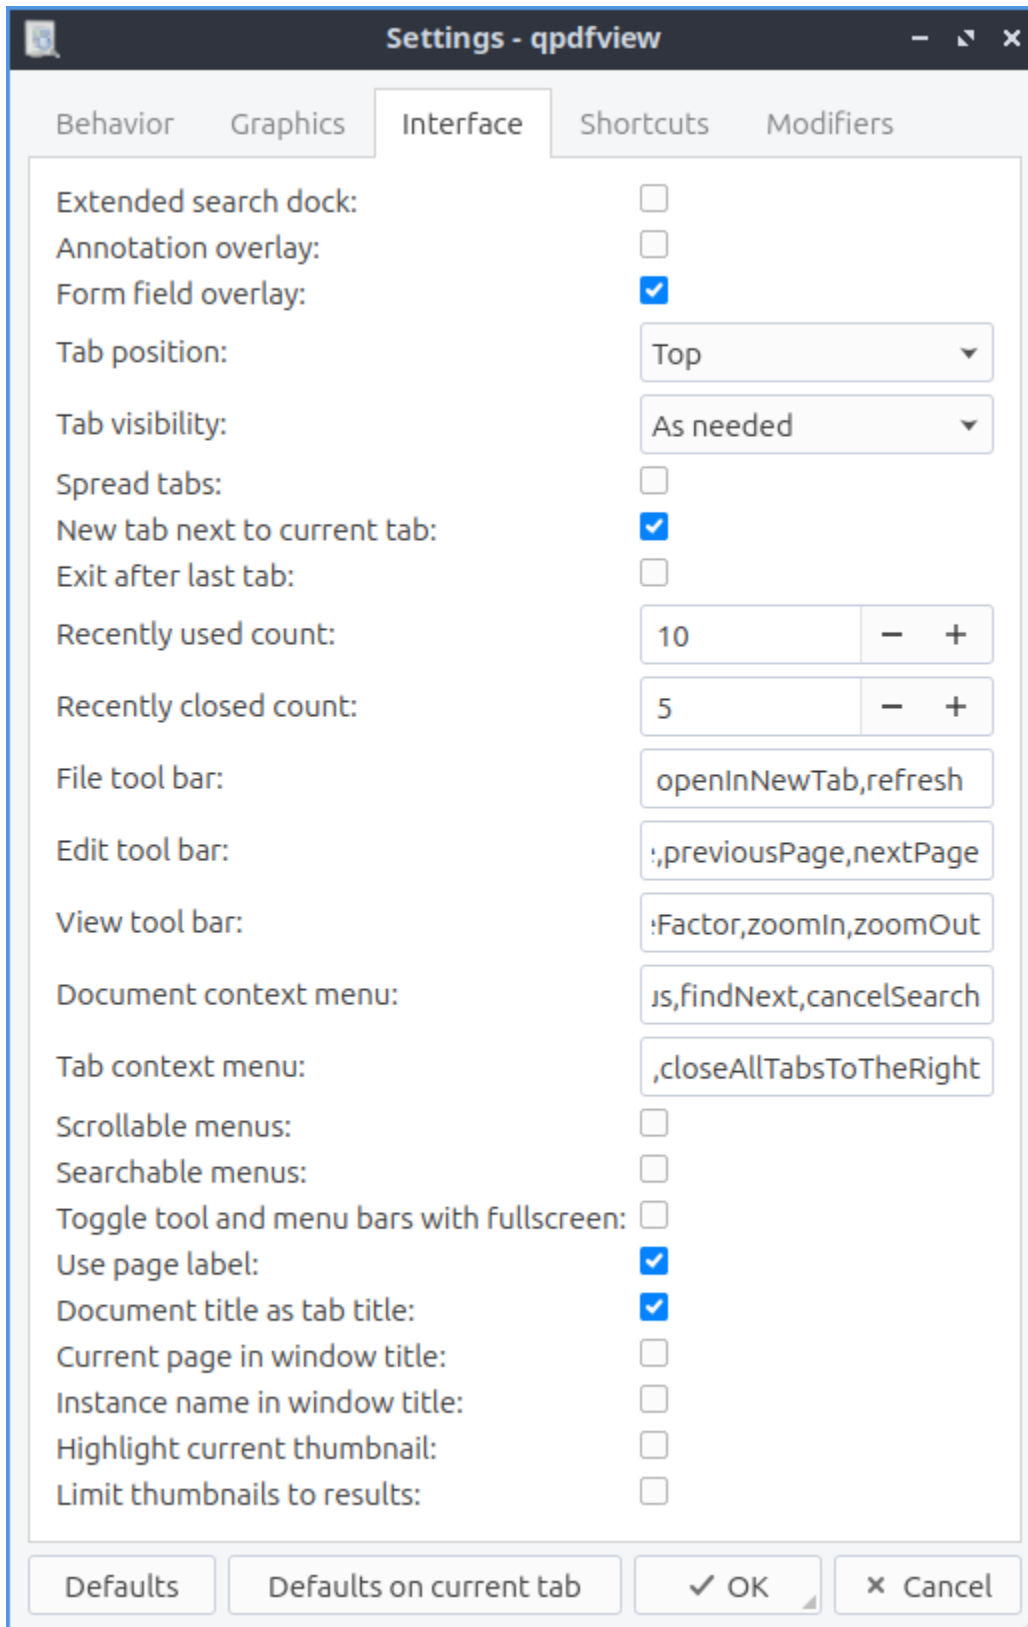 Settings - qpdfview
Behavior Graphics Interface Shortcuts Modifiers
Extended search dock:
Annotation overlay:
Form field overlay:
Tab position: Top
Tab visibility: As needed
Spread tabs:
New tab next to current tab:
Exit after last tab:
Recently used count: 10
Recently closed count: 5
File tool bar: openInNewTab,refresh
Edit tool bar: ,previousPage,nextPage
View tool bar: Factor,zoomIn,zoomOut
Document context menu: us,findNext,cancelSearch
Tab context menu: ,closeAllTabsToTheRight
Scrollable menus:
Searchable menus:
Toggle tool and menu bars with fullscreen:
Use page label:
Document title as tab title:
Current page in window title:
Instance name in window title:
Highlight current thumbnail:
Limit thumbnails to results:
Defaults Defaults on current tab OK Cancel